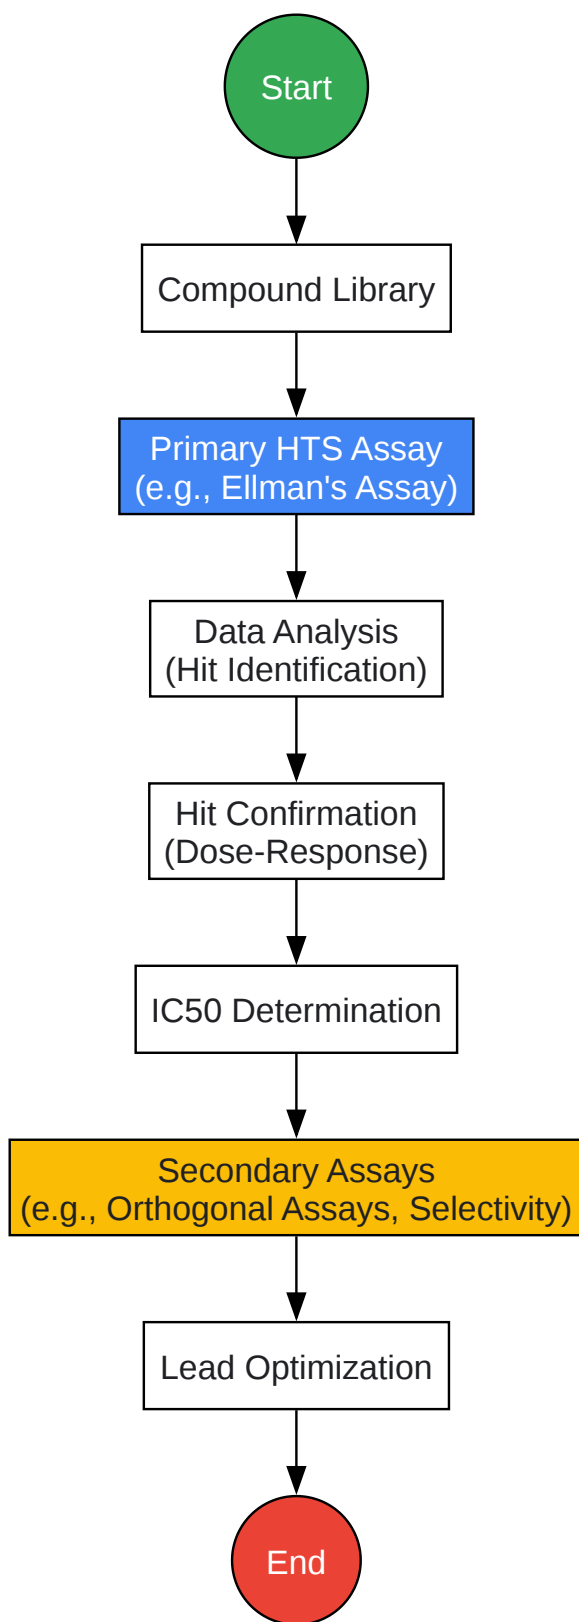 Start
Compound Library
Primary HTS Assay
(e.g., Ellman's Assay)
Data Analysis
(Hit Identification)
Hit Confirmation
(Dose-Response)
IC50 Determination
Secondary Assays
(e.g., Orthogonal Assays, Selectivity)
Lead Optimization
End